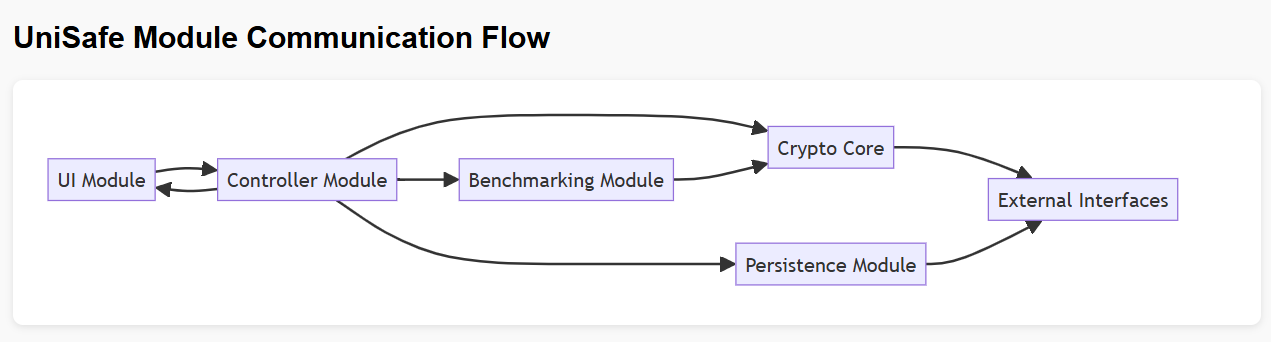 UniSafe Module Communication Flow
UI Module
Controller Module
Benchmarking Module
Crypto Core
External Interfaces
Persistence Module